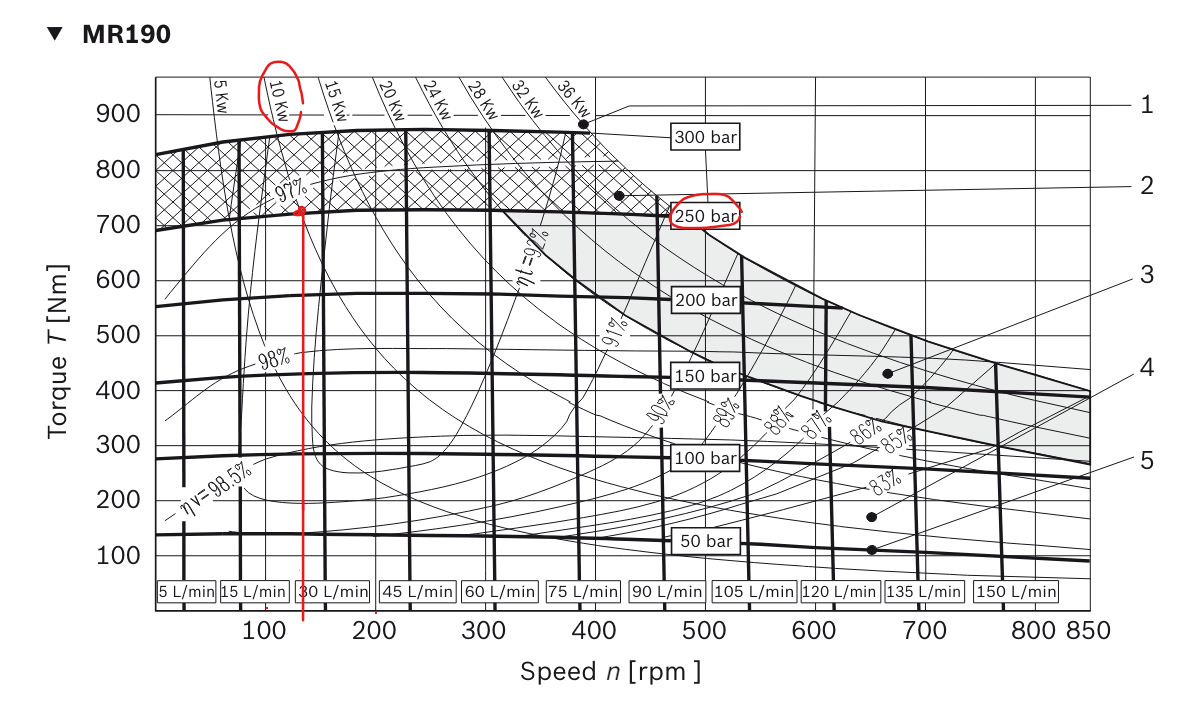 ▼ MR190
5 Kw 10 Kw 15 Kw 20 Kw 24 Kw 28 Kw 32 Kw 36 Kw
900
800
700
600
500
400
300
200
100
Torque T [Nm]
300 bar
250 bar
200 bar
150 bar
100 bar
50 bar
97%
98%
ηv=98.5%
ηt=92%
91%
90%
89%
88%
87%
86%
85%
83%
1
2
3
4
5
5 L/min 15 L/min 30 L/min 45 L/min 60 L/min 75 L/min 90 L/min 105 L/min 120 L/min 135 L/min 150 L/min
100 200 300 400 500 600 700 800 850
Speed n [rpm ]